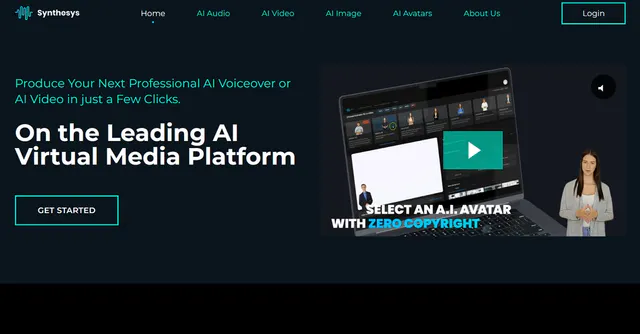 Synthesys
Home
AI Audio
AI Video
AI Image
AI Avatars
About Us
Login
Produce Your Next Professional AI Voiceover or
AI Video in just a Few Clicks.
On the Leading AI
Virtual Media Platform
GET STARTED
SELECT AN A.I. AVATAR
WITH ZERO COPYRIGHT